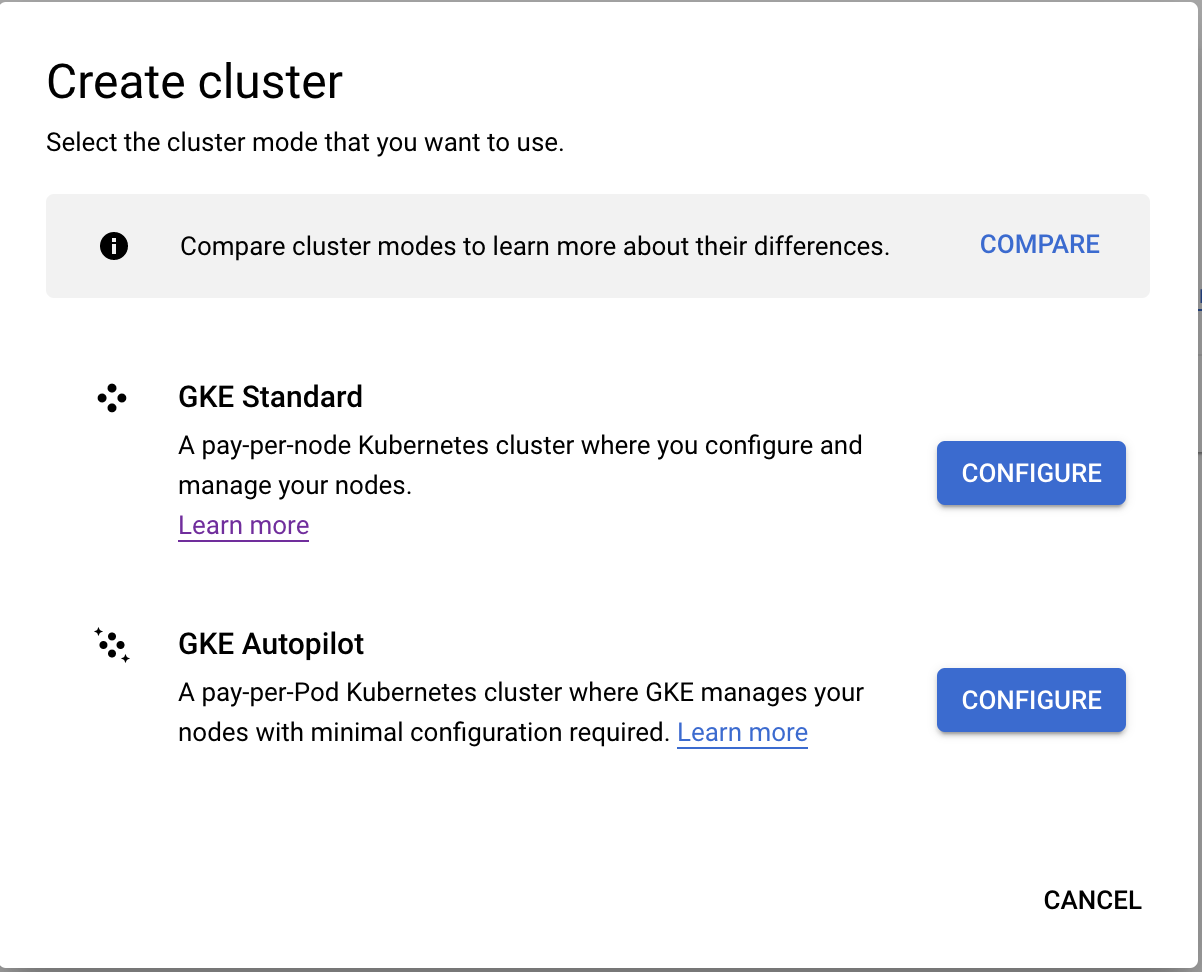 Create cluster
Select the cluster mode that you want to use.
Compare cluster modes to learn more about their differences.
COMPARE
GKE Standard
A pay-per-node Kubernetes cluster where you configure and
manage your nodes.
Learn more
CONFIGURE
GKE Autopilot
A pay-per-Pod Kubernetes cluster where GKE manages your
nodes with minimal configuration required. Learn more
CONFIGURE
CANCEL